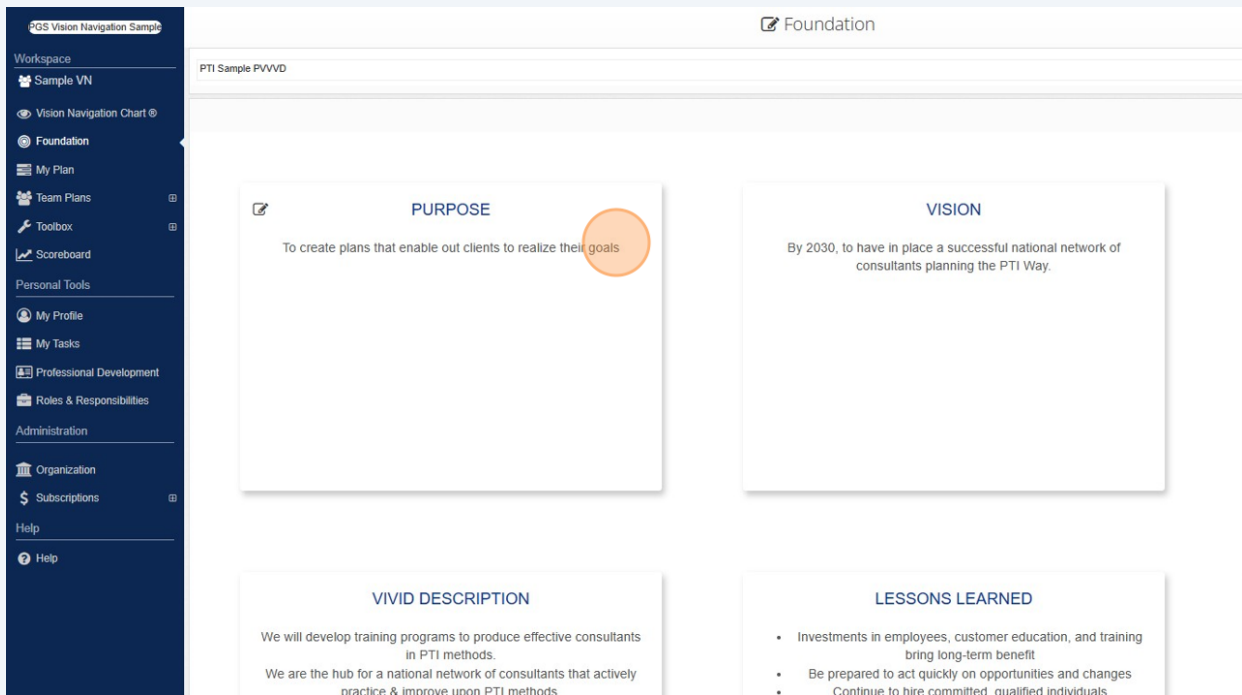 PGS Vision Navigation Sample
Workspace
Sample VN
Vision Navigation Chart ®
Foundation
My Plan
Team Plans
Toolbox
Scoreboard
Personal Tools
My Profile
My Tasks
Professional Development
Roles & Responsibilities
Administration
Organization
$ Subscriptions
Help
Help
Foundation
PTI Sample PVVVD
PURPOSE
To create plans that enable out clients to realize their goals
VISION
By 2030, to have in place a successful national network of
consultants planning the PTI Way.
VIVID DESCRIPTION
We will develop training programs to produce effective consultants
in PTI methods.
We are the hub for a national network of consultants that actively
practice & improve upon PTI methods
LESSONS LEARNED
• Investments in employees, customer education, and training
bring long-term benefit
• Be prepared to act quickly on opportunities and changes
• Continue to hire committed, qualified individuals